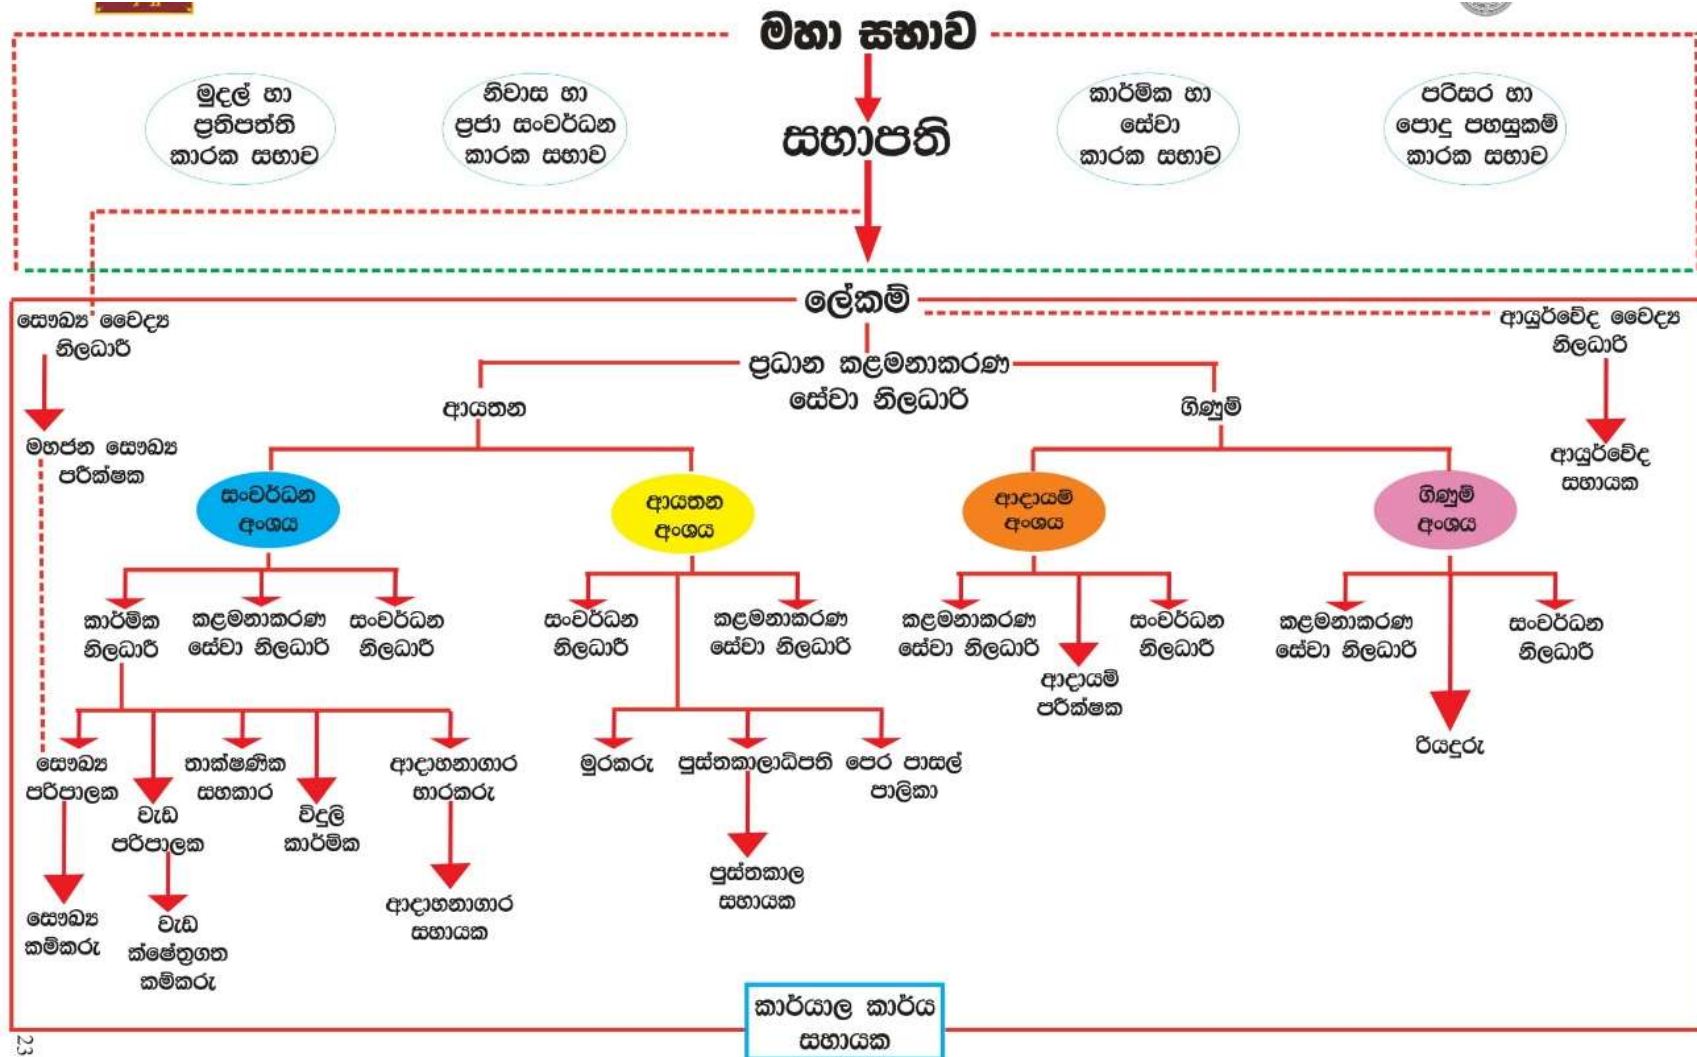 මහා සභාව
මුදල් හා
ප්‍රතිපත්ති
කාරක සභාව
නිවාස හා
ප්‍රජා සංවර්ධන
කාරක සභාව
සභාපති
කාර්මික හා
සේවා
කාරක සභාව
පරිසර හා
පොදු පහසුකම්
කාරක සභාව
ලේකම්
සෞඛ්‍ය වෛද්‍ය
නිලධාරී
ආයුර්වේද වෛද්‍ය
නිලධාරි
ප්‍රධාන කළමනාකරණ
සේවා නිලධාරි
ආයතන
ගිණුම්
මහජන සෞඛ්‍ය
පරීක්ෂක
ආයුර්වේද
සහායක
සංවර්ධන
අංශය
ආයතන
අංශය
ආදායම්
අංශය
ගිණුම්
අංශය
කාර්මික
නිලධාරී
කළමනාකරණ
සේවා නිලධාරි
සංවර්ධන
නිලධාරී
සංවර්ධන
නිලධාරී
කළමනාකරණ
සේවා නිලධාරි
කළමනාකරණ
සේවා නිලධාරි
ආදායම්
පරීක්ෂක
සංවර්ධන
නිලධාරී
කළමනාකරණ
සේවා නිලධාරි
සංවර්ධන
නිලධාරී
රියදුරු
සෞඛ්‍ය
පරිපාලක
වැඩ
පරිපාලක
තාක්ෂණික
සහකාර
විදුලි
කාර්මික
ආදාහනාගාර
භාරකරු
මුරකරු
පුස්තකාලාධිපති
පෙර පාසල්
පාලිකා
පුස්තකාල
සහායක
සෞඛ්‍ය
කම්කරු
වැඩ
ක්ෂේත්‍රගත
කම්කරු
ආදාහනාගාර
සහායක
කාර්යාල කාර්ය
සහායක
23